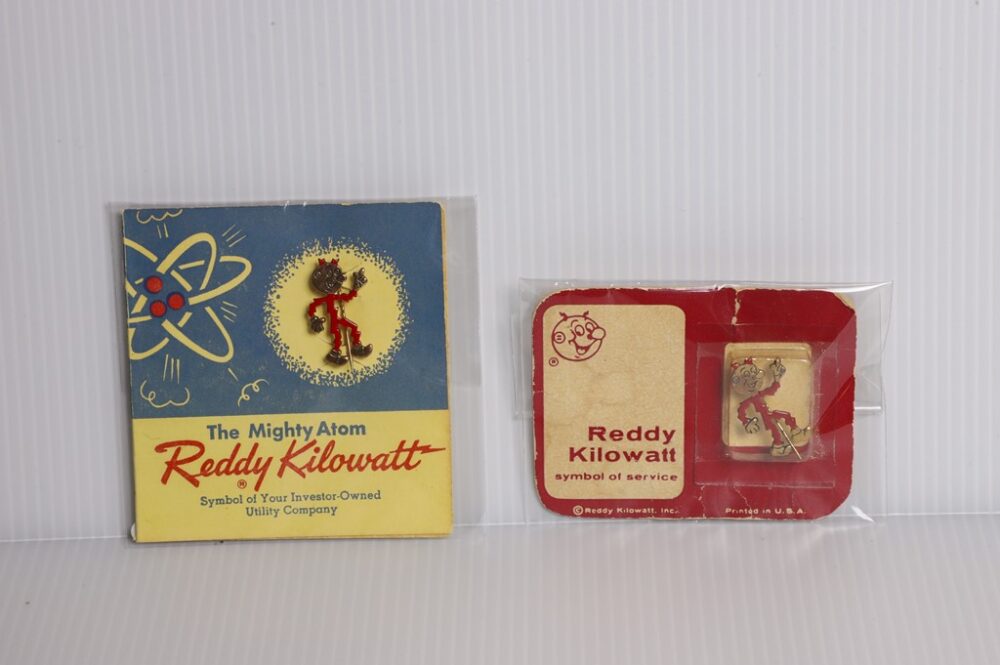 The Mighty Atom
Reddy Kilowatt
®
Symbol of Your Investor-Owned
Utility Company
®
Reddy
Kilowatt
symbol of service
© Reddy Kilowatt, Inc.
Printed in U.S.A.